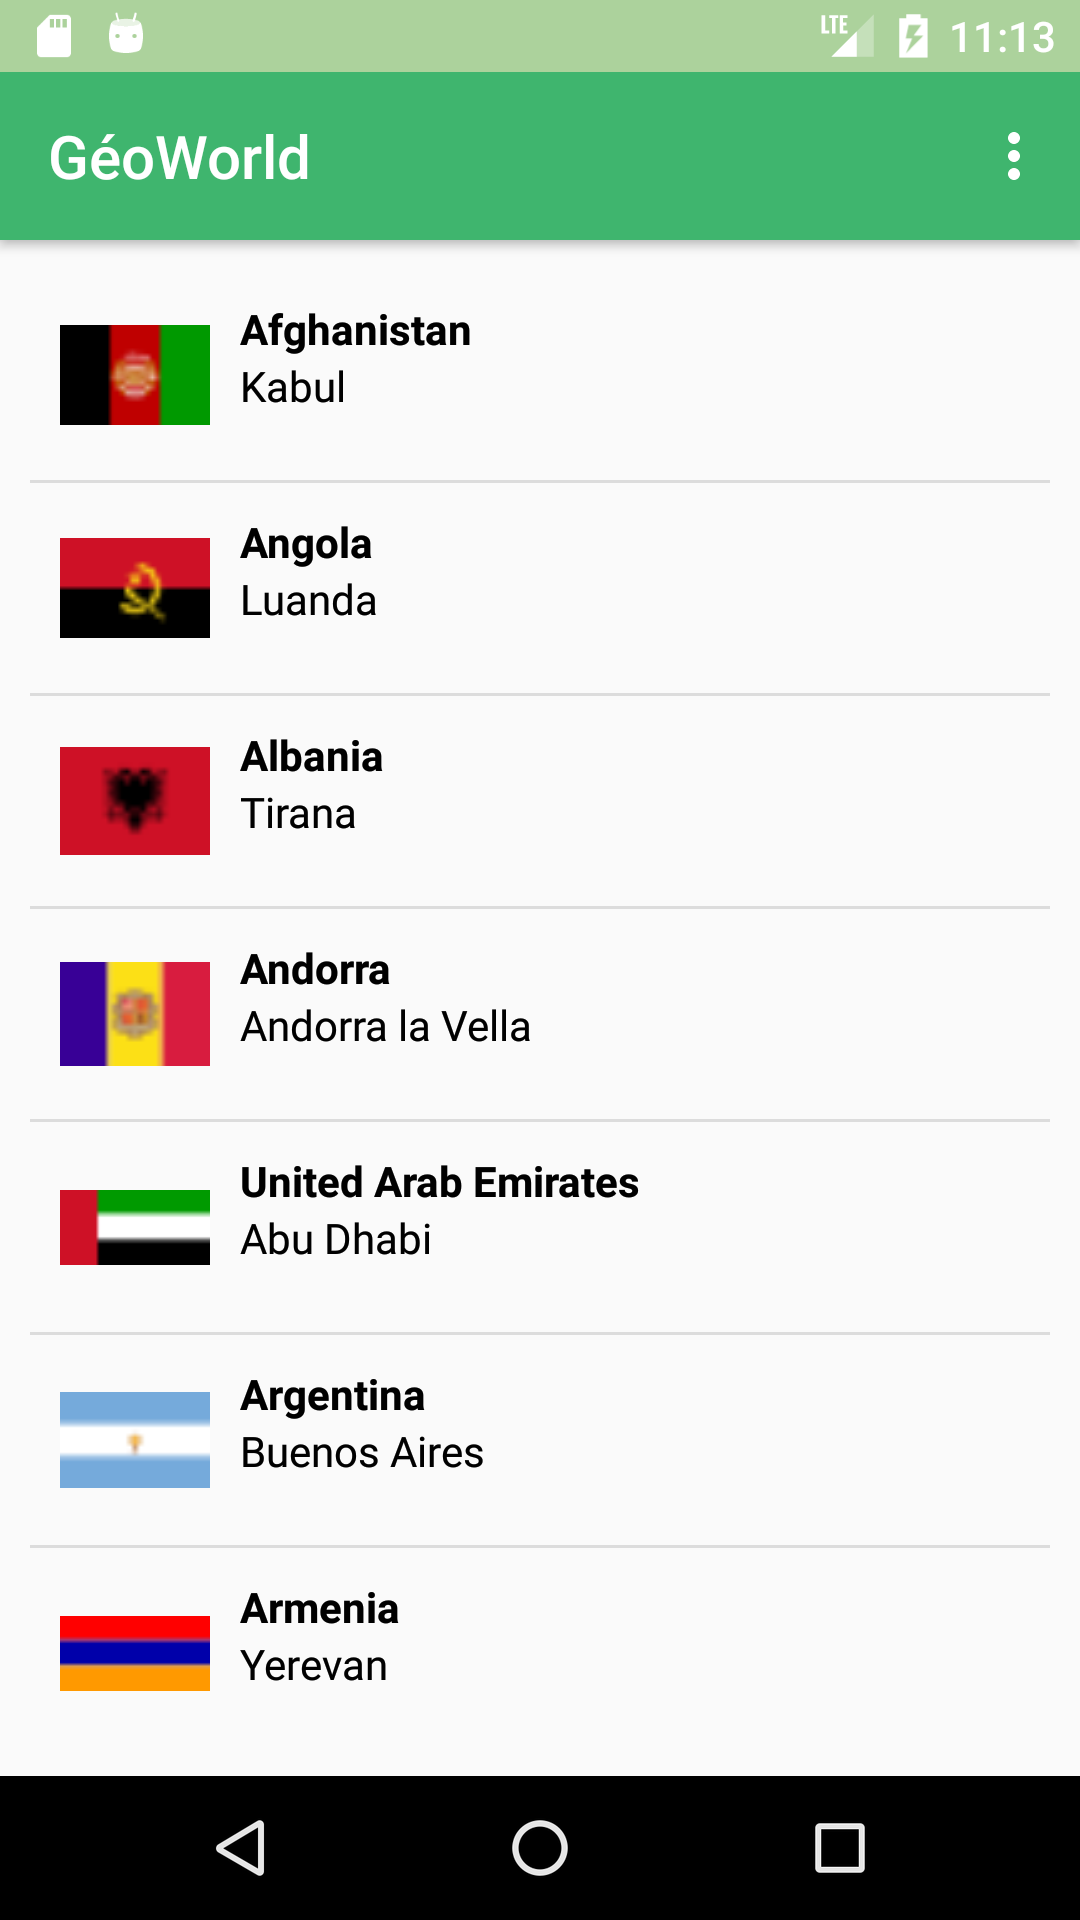 LTE 11:13
GéoWorld
Afghanistan
Kabul
Angola
Luanda
Albania
Tirana
Andorra
Andorra la Vella
United Arab Emirates
Abu Dhabi
Argentina
Buenos Aires
Armenia
Yerevan